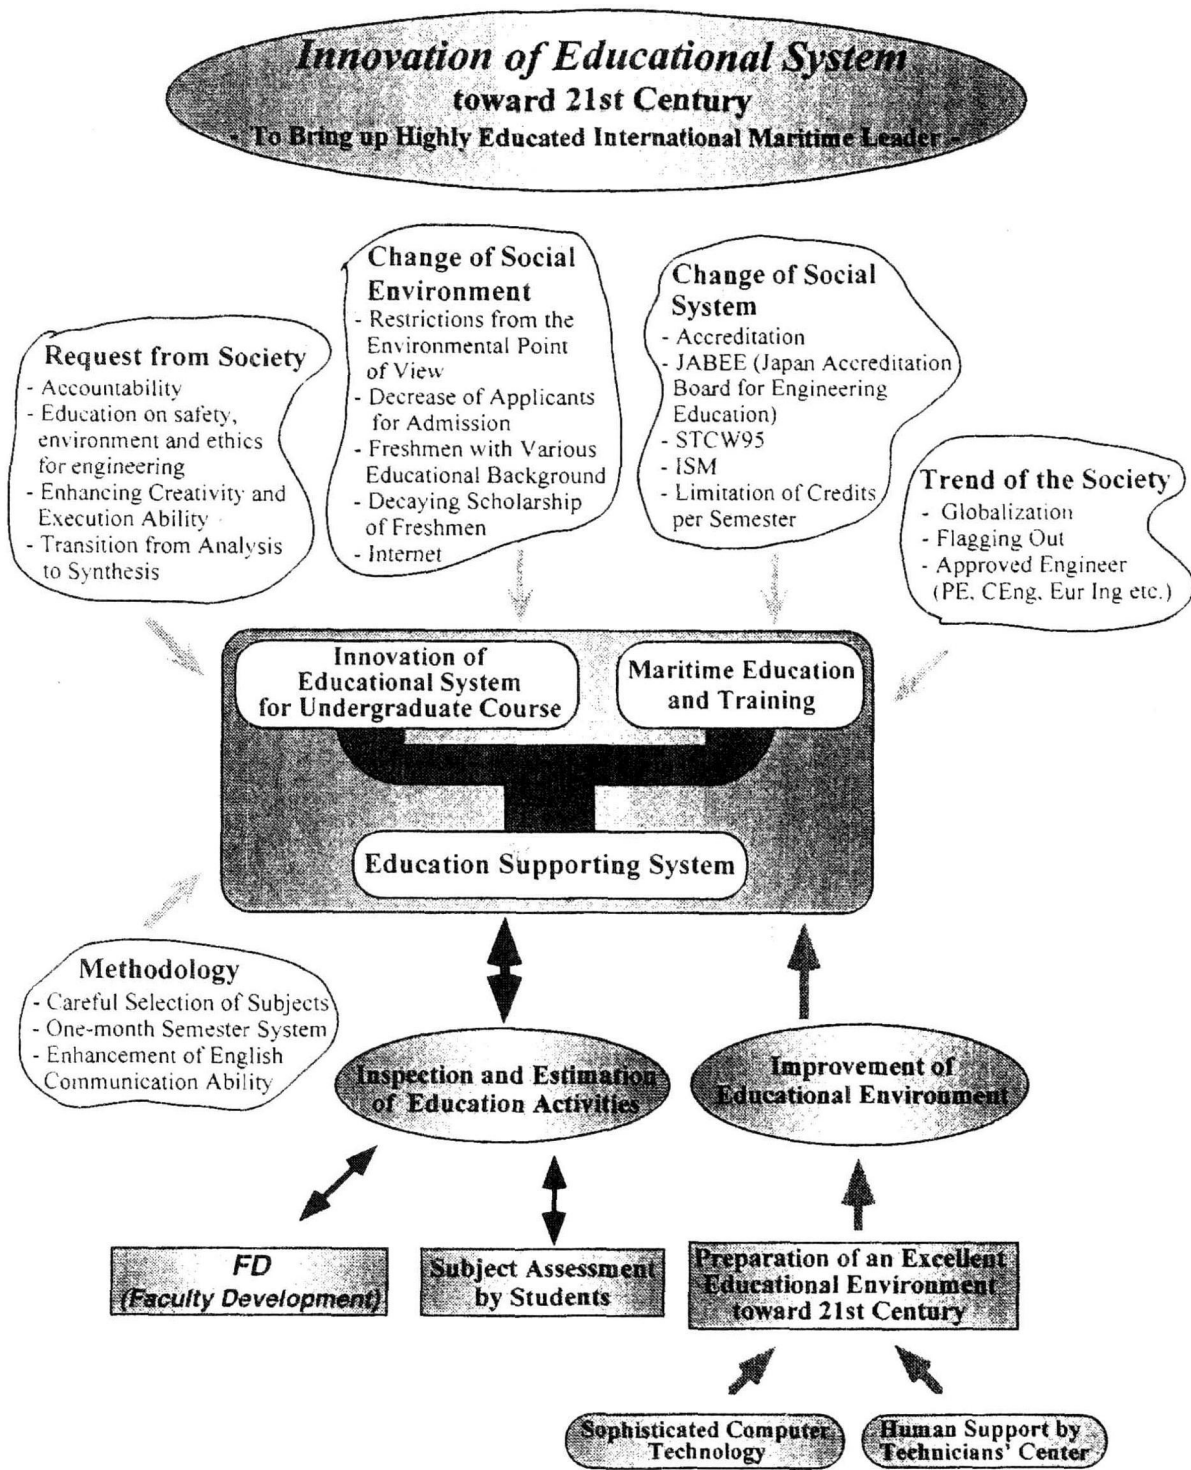 Innovation of Educational System
toward 21st Century
- To Bring up Highly Educated International Maritime Leader -
Request from Society
- Accountability
- Education on safety,
environment and ethics
for engineering
- Enhancing Creativity and
Execution Ability
- Transition from Analysis
to Synthesis
Change of Social
Environment
- Restrictions from the
Environmental Point
of View
- Decrease of Applicants
for Admission
- Freshmen with Various
Educational Background
- Decaying Scholarship
of Freshmen
- Internet
Change of Social
System
- Accreditation
- JABEE (Japan Accreditation
Board for Engineering
Education)
- STCW95
- ISM
- Limitation of Credits
per Semester
Trend of the Society
- Globalization
- Flagging Out
- Approved Engineer
(PE, CEng, Eur Ing etc.)
Innovation of
Educational System
for Undergraduate Course
Maritime Education
and Training
Education Supporting System
Methodology
- Careful Selection of Subjects
- One-month Semester System
- Enhancement of English
Communication Ability
Inspection and Estimation
of Education Activities
Improvement of
Educational Environment
FD
(Faculty Development)
Subject Assessment
by Students
Preparation of an Excellent
Educational Environment
toward 21st Century
Sophisticated Computer
Technology
Human Support by
Technicians' Center